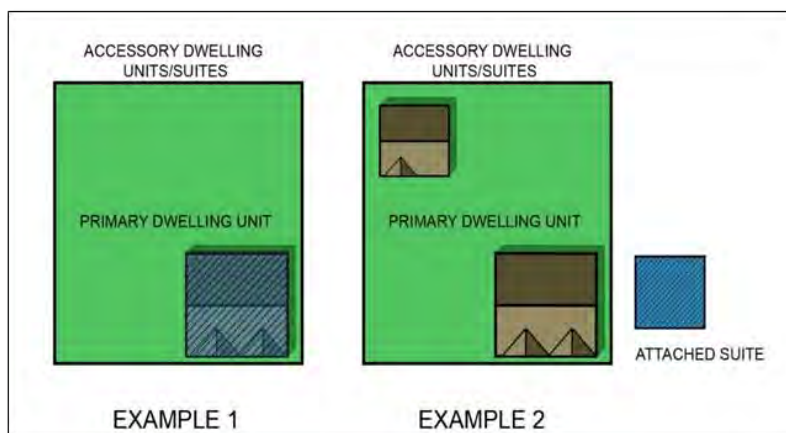 ACCESSORY DWELLING
UNITS/SUITES
PRIMARY DWELLING UNIT
EXAMPLE 1
ACCESSORY DWELLING
UNITS/SUITES
PRIMARY DWELLING UNIT
EXAMPLE 2
ATTACHED SUITE